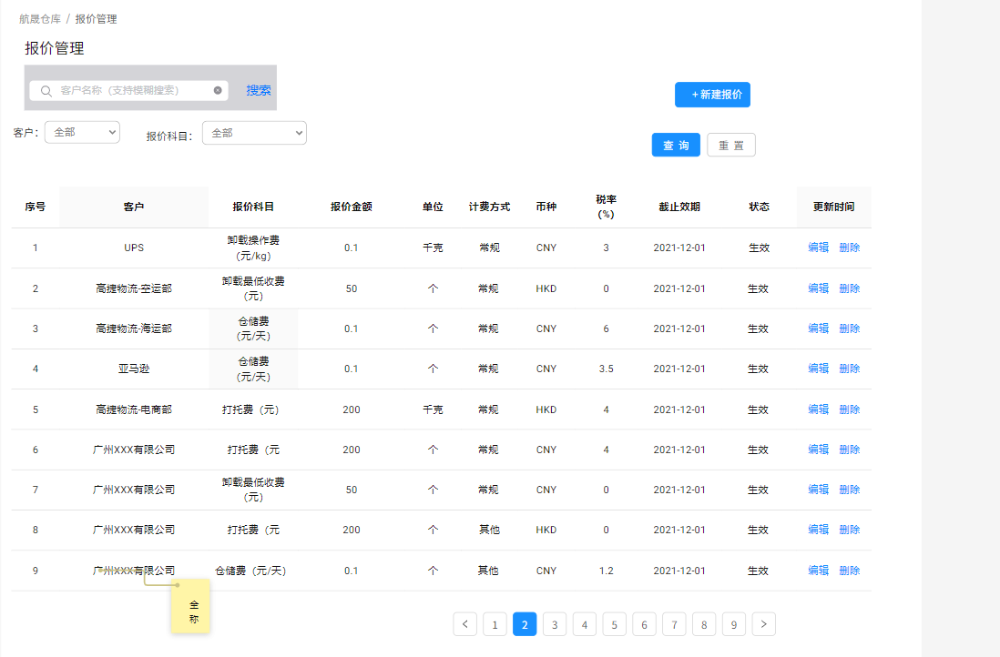 航晟仓库 / 报价管理
报价管理
客户名称（支持模糊搜索） 搜索
+ 新建报价
客户： 全部 报价科目： 全部
查 询 重 置
序号 客户 报价科目 报价金额 单位 计费方式 币种 税率 (%) 截止效期 状态 更新时间
1 UPS 卸载操作费 (元/kg) 0.1 千克 常规 CNY 3 2021-12-01 生效 编辑 删除
2 高捷物流-空运部 卸载最低收费 (元) 50 个 常规 HKD 0 2021-12-01 生效 编辑 删除
3 高捷物流-海运部 仓储费 (元/天) 0.1 个 常规 CNY 6 2021-12-01 生效 编辑 删除
4 亚马逊 仓储费 (元/天) 0.1 个 常规 CNY 3.5 2021-12-01 生效 编辑 删除
5 高捷物流-电商部 打托费（元） 200 千克 常规 HKD 4 2021-12-01 生效 编辑 删除
6 广州XXX有限公司 打托费（元 200 个 常规 CNY 4 2021-12-01 生效 编辑 删除
7 广州XXX有限公司 卸载最低收费 (元) 50 个 常规 CNY 0 2021-12-01 生效 编辑 删除
8 广州XXX有限公司 打托费（元 200 个 其他 HKD 0 2021-12-01 生效 编辑 删除
9 广州XXX有限公司 仓储费（元/天） 0.1 个 其他 CNY 1.2 2021-12-01 生效 编辑 删除
全
称
< 1 2 3 4 5 6 7 8 9 >